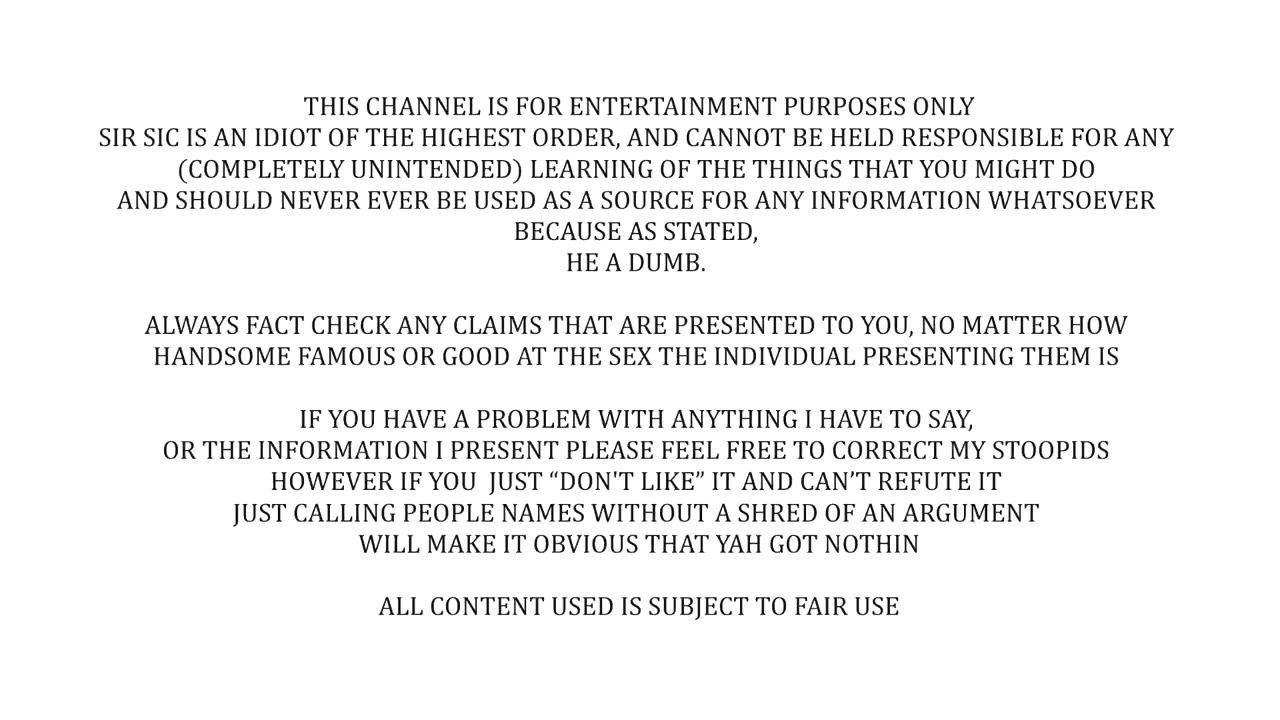 THIS CHANNEL IS FOR ENTERTAINMENT PURPOSES ONLY
SIR SIC IS AN IDIOT OF THE HIGHEST ORDER, AND CANNOT BE HELD RESPONSIBLE FOR ANY
(COMPLETELY UNINTENDED) LEARNING OF THE THINGS THAT YOU MIGHT DO
AND SHOULD NEVER EVER BE USED AS A SOURCE FOR ANY INFORMATION WHATSOEVER
BECAUSE AS STATED,
HE A DUMB.
ALWAYS FACT CHECK ANY CLAIMS THAT ARE PRESENTED TO YOU, NO MATTER HOW
HANDSOME FAMOUS OR GOOD AT THE SEX THE INDIVIDUAL PRESENTING THEM IS
IF YOU HAVE A PROBLEM WITH ANYTHING I HAVE TO SAY,
OR THE INFORMATION I PRESENT PLEASE FEEL FREE TO CORRECT MY STOOPIDS
HOWEVER IF YOU  JUST “DON'T LIKE” IT AND CAN’T REFUTE IT
JUST CALLING PEOPLE NAMES WITHOUT A SHRED OF AN ARGUMENT
WILL MAKE IT OBVIOUS THAT YAH GOT NOTHIN
ALL CONTENT USED IS SUBJECT TO FAIR USE